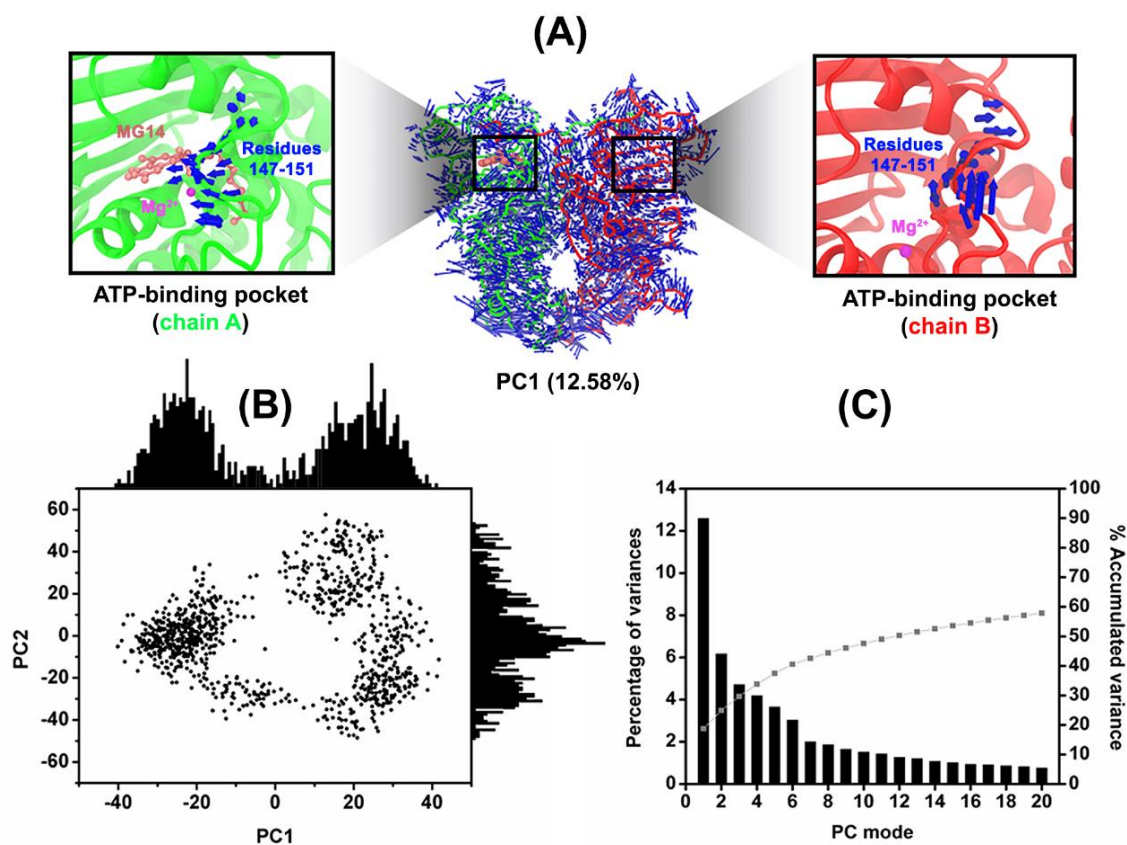 (A)
MG14
Residues
147-151
Mg²⁺
ATP-binding pocket
(chain A)
PC1 (12.58%)
Residues
147-151
Mg²⁺
ATP-binding pocket
(chain B)
(B)
60
40
20
0
-20
-40
-60
PC2
-40 -20 0 20 40
PC1
(C)
14
12
10
8
6
4
2
0
Percentage of variances
100
90
80
70
60
50
40
30
20
10
0
% Accumulated variance
0 2 4 6 8 10 12 14 16 18 20
PC mode